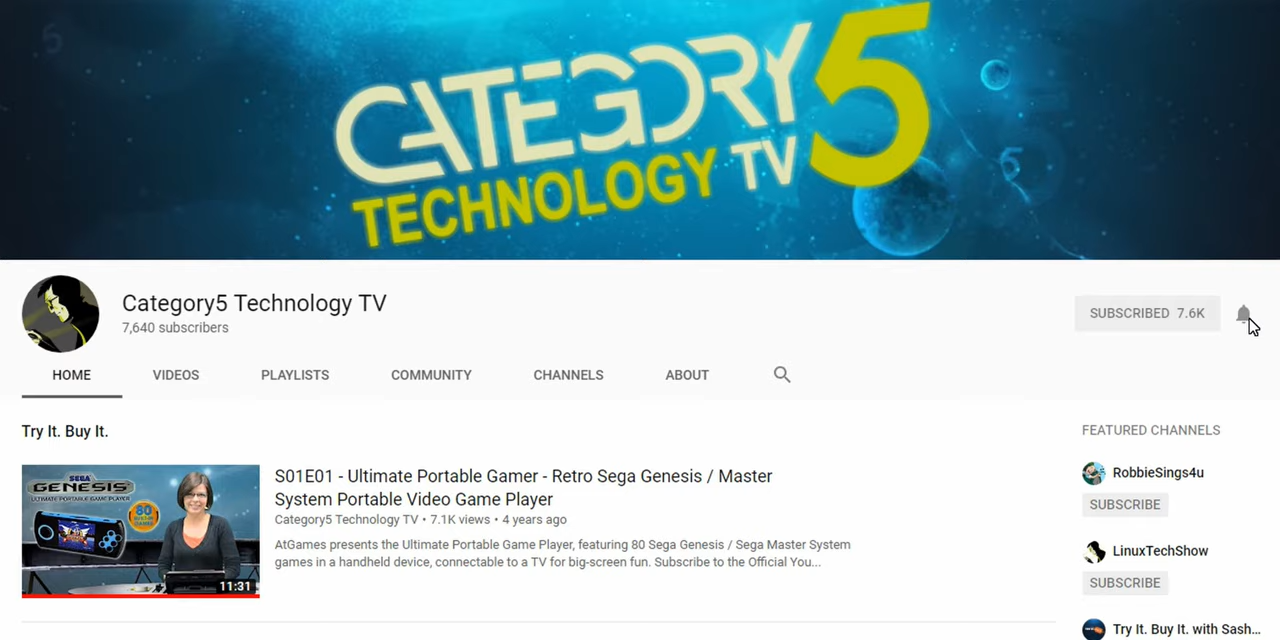 CATEGORY 5
TECHNOLOGY TV
5
5
Category5 Technology TV
7,640 subscribers
SUBSCRIBED 7.6K
HOME VIDEOS PLAYLISTS COMMUNITY CHANNELS ABOUT
Try It. Buy It.
FEATURED CHANNELS
SEGA
GENESIS
ULTIMATE PORTABLE GAME PLAYER
80
11:31
S01E01 - Ultimate Portable Gamer - Retro Sega Genesis / Master
System Portable Video Game Player
Category5 Technology TV • 7.1K views • 4 years ago
AtGames presents the Ultimate Portable Game Player, featuring 80 Sega Genesis / Sega Master System
games in a handheld device, connectable to a TV for big-screen fun. Subscribe to the Official You...
RobbieSings4u
SUBSCRIBE
LinuxTechShow
SUBSCRIBE
Try It. Buy It. with Sash...